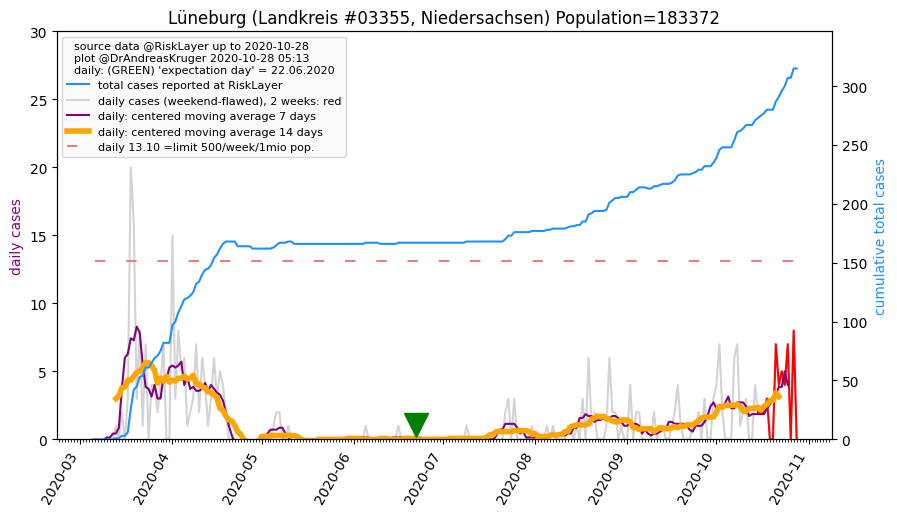 Lüneburg (Landkreis #03355, Niedersachsen) Population=183372
source data @RiskLayer up to 2020-10-28
plot @DrAndreasKruger 2020-10-28 05:13
daily: (GREEN) 'expectation day' = 22.06.2020
total cases reported at RiskLayer
daily cases (weekend-flawed), 2 weeks: red
daily: centered moving average 7 days
daily: centered moving average 14 days
daily 13.10 =limit 500/week/1mio pop.
daily cases
30
25
20
15
10
5
0
cumulative total cases
300
250
200
150
100
50
0
2020-03
2020-04
2020-05
2020-06
2020-07
2020-08
2020-09
2020-10
2020-11